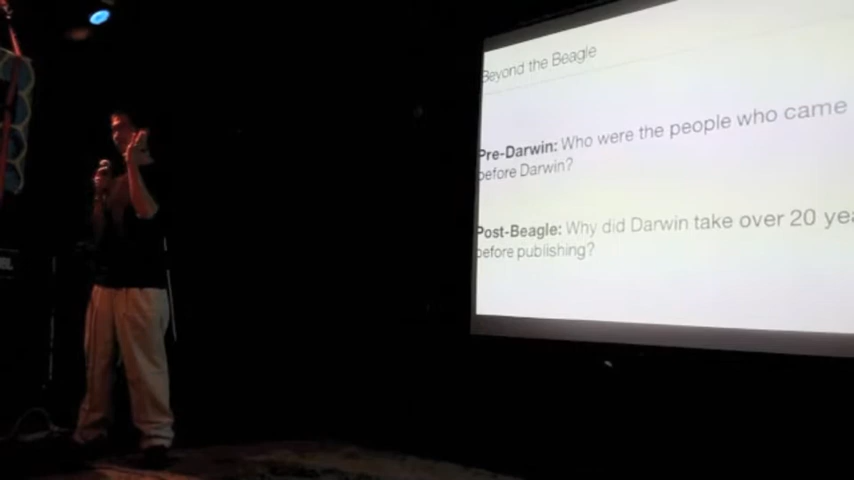 Beyond the Beagle
Pre-Darwin: Who were the people who came
before Darwin?
Post-Beagle: Why did Darwin take over 20 yea
before publishing?